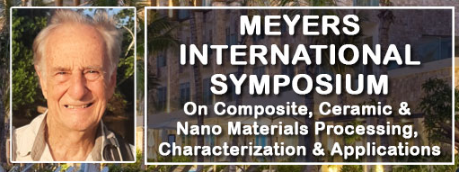 MEYERS
INTERNATIONAL
SYMPOSIUM
On Composite, Ceramic &
Nano Materials Processing,
Characterization & Applications